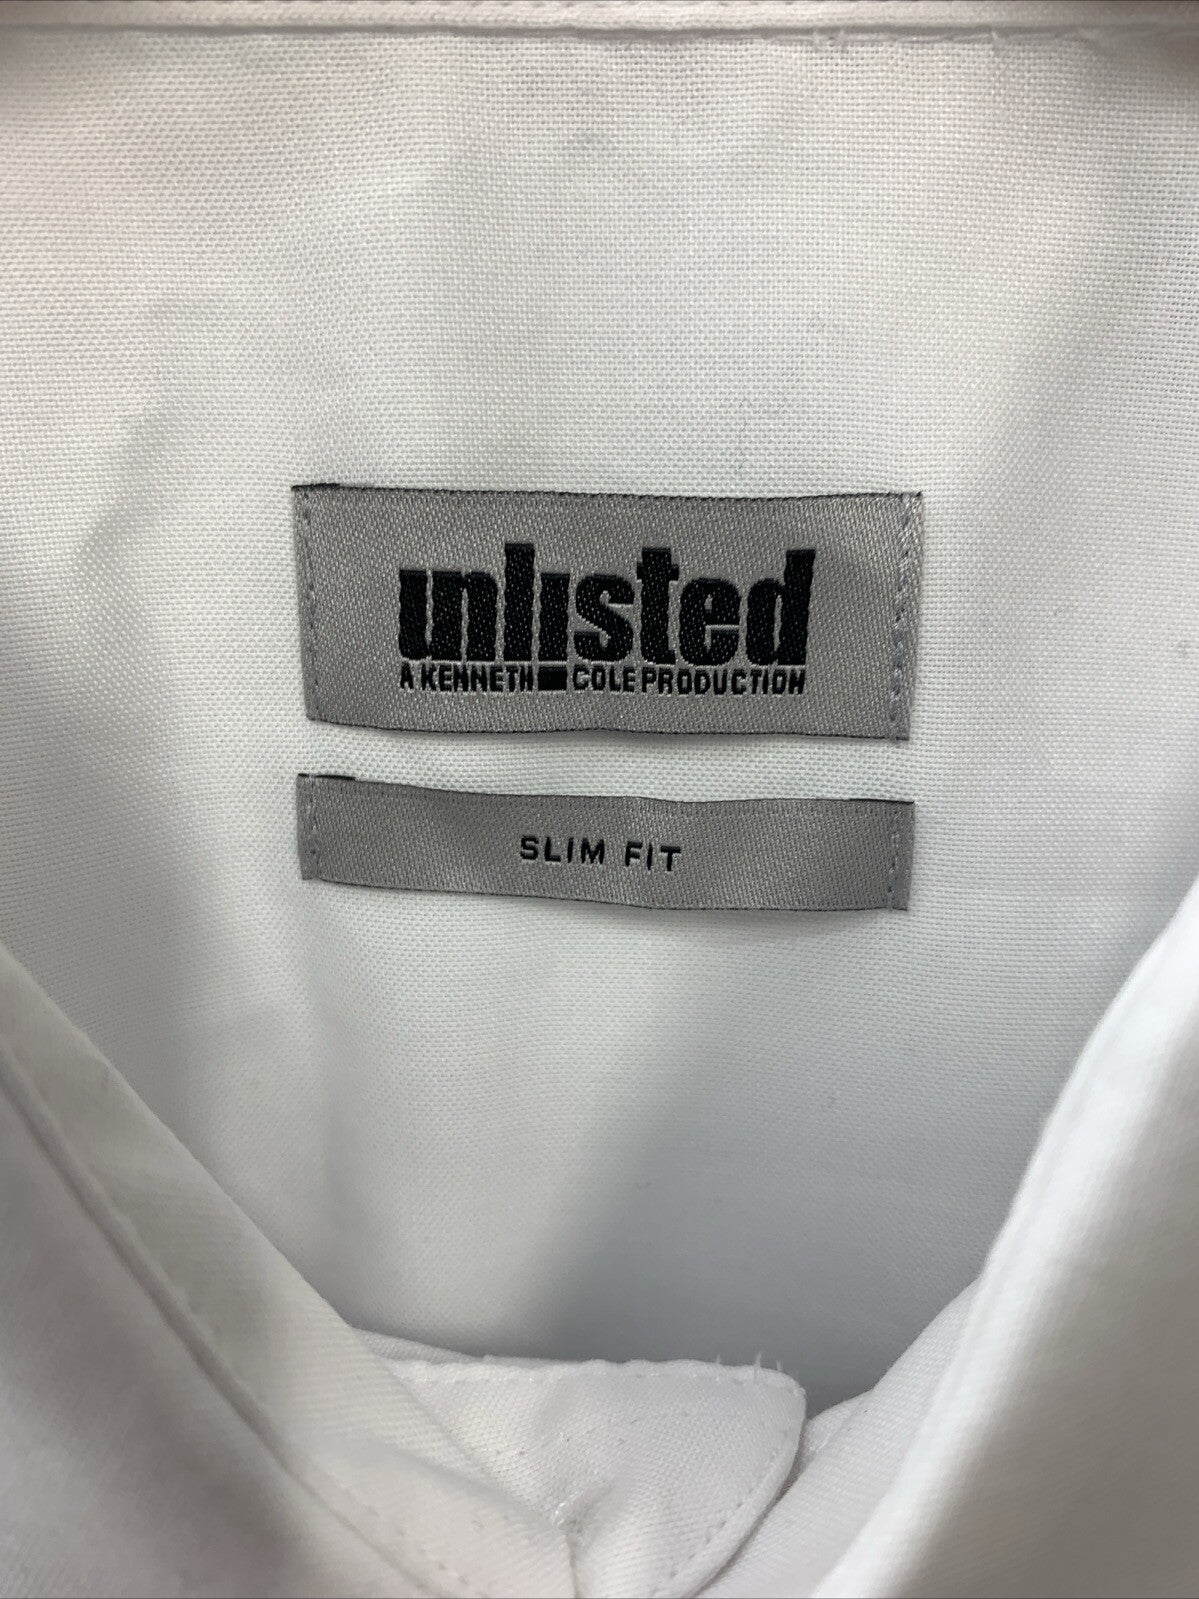 unlisted
A KENNETH COLE PRODUCTION
SLIM FIT